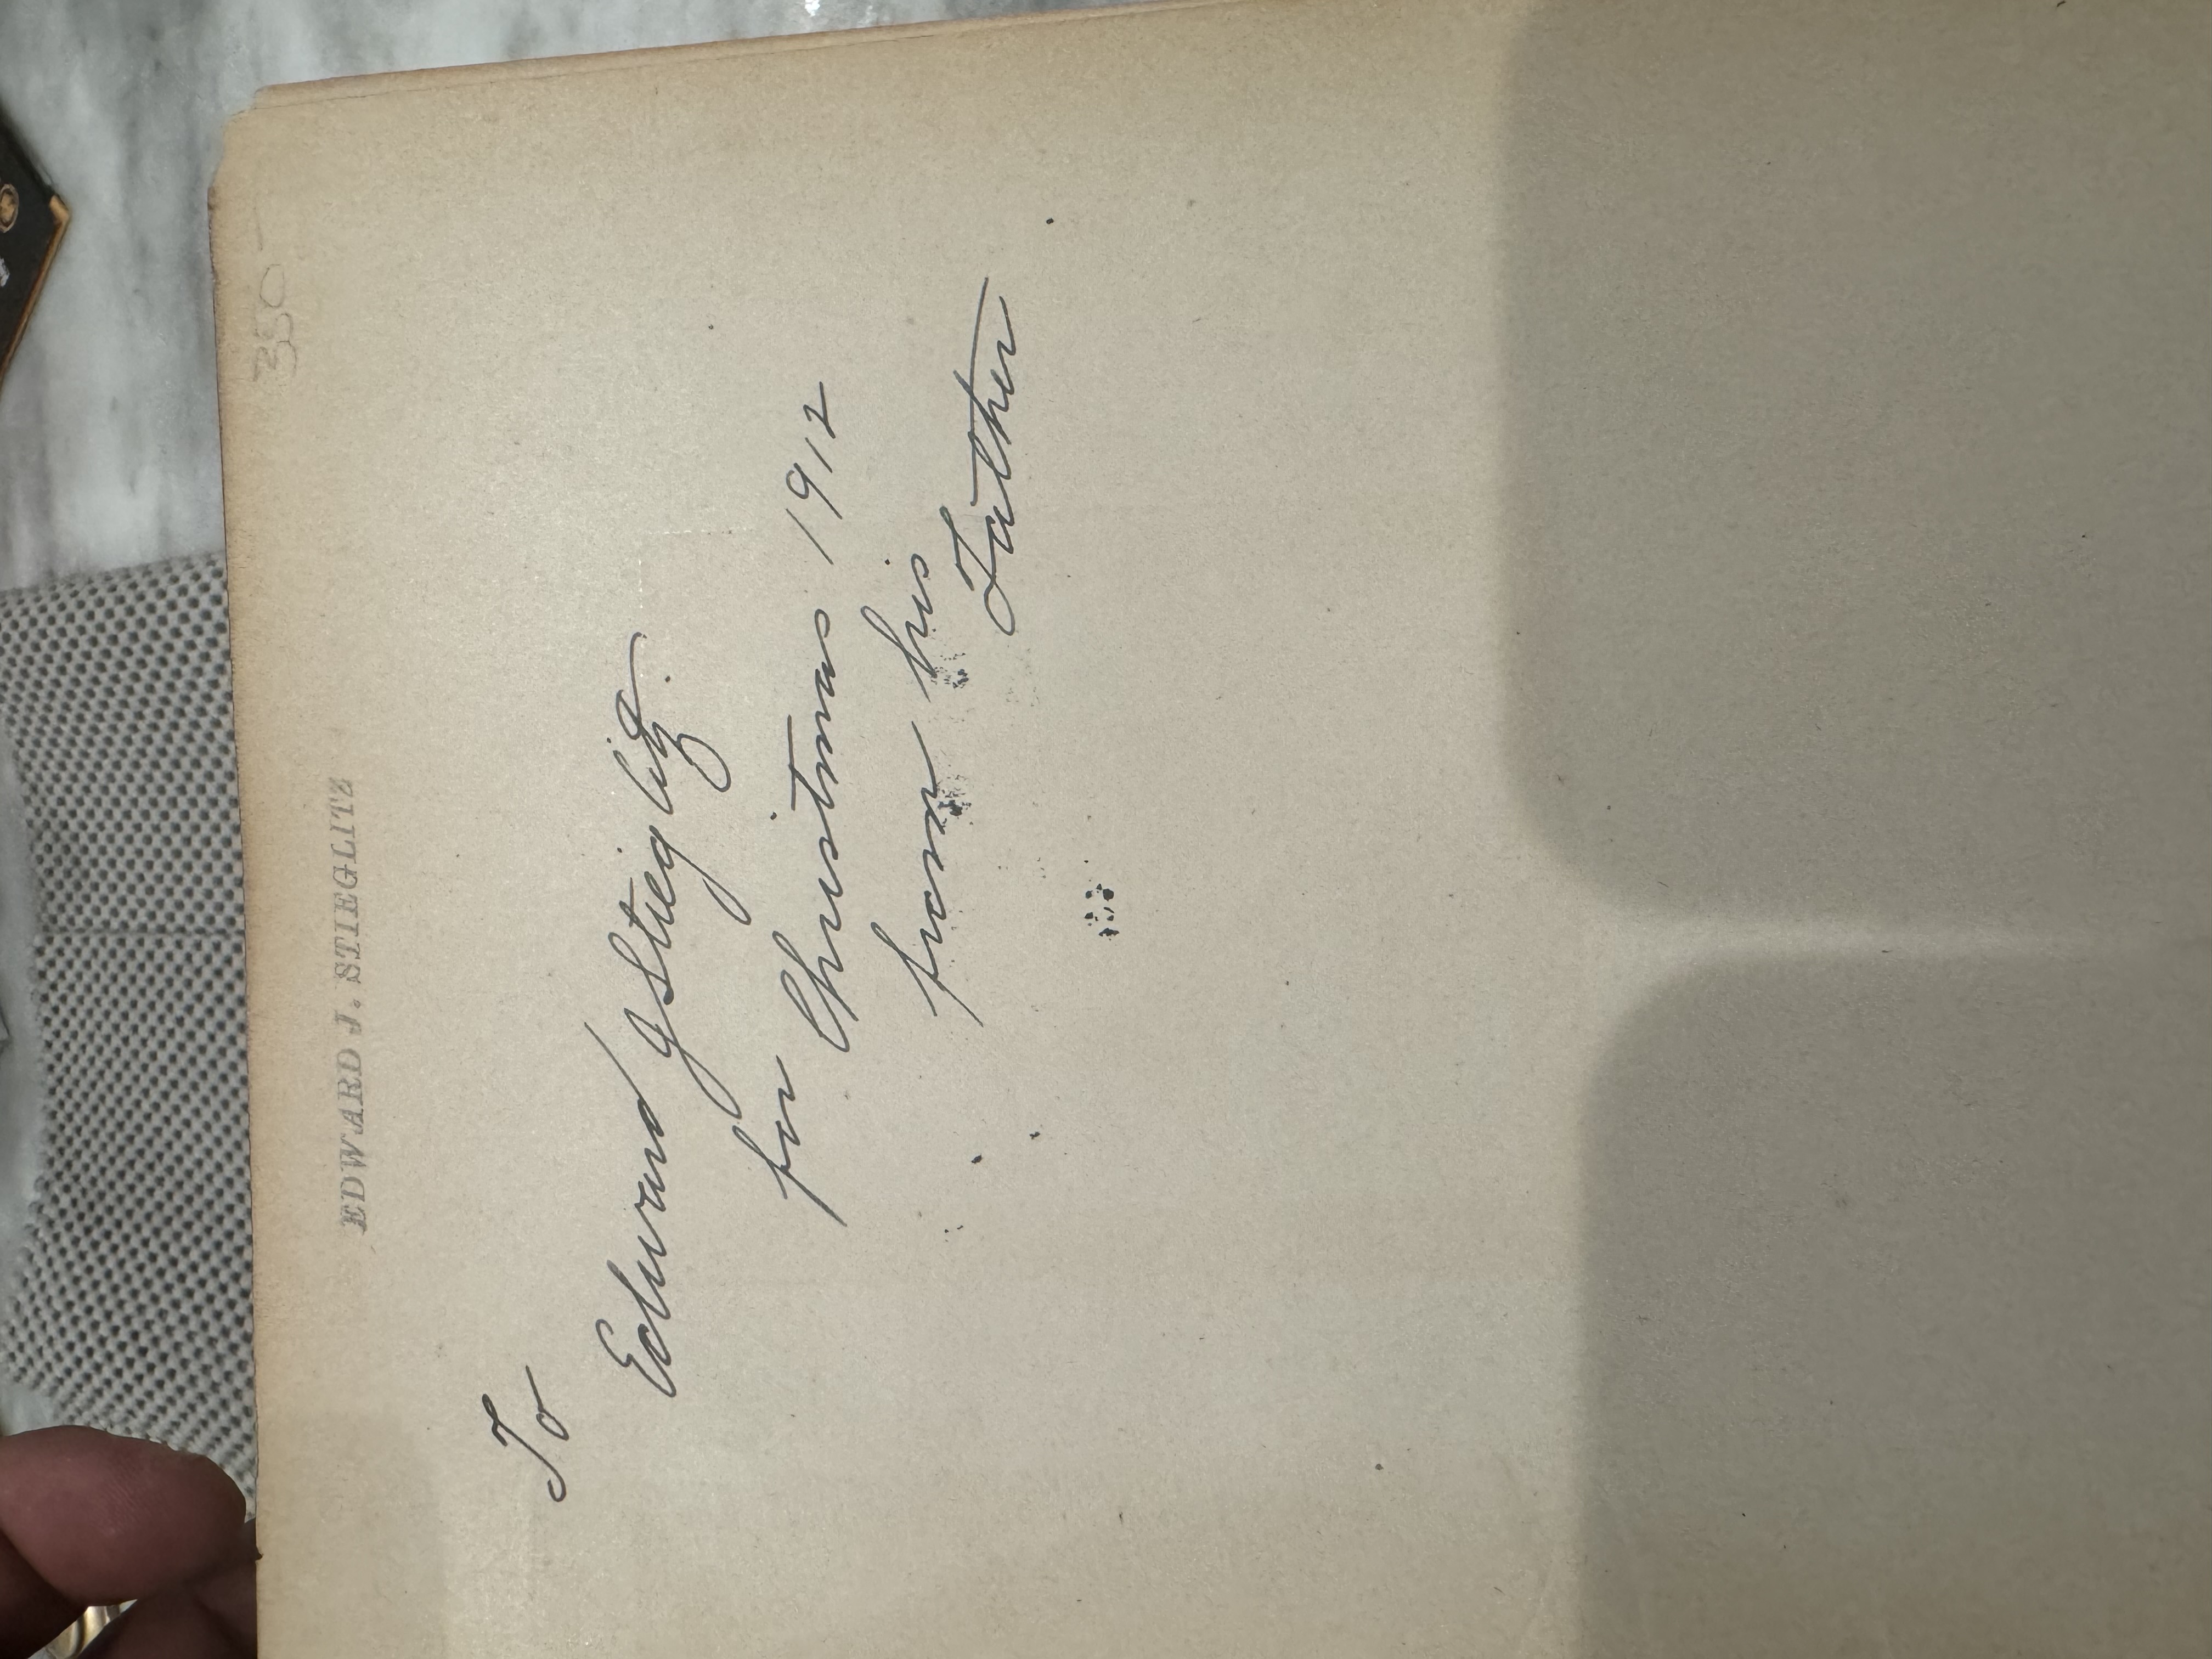 350-
EDWARD J. STIEGLITZ
To
Edward J Stieglitz.
for Christmas 1912
from his
Father